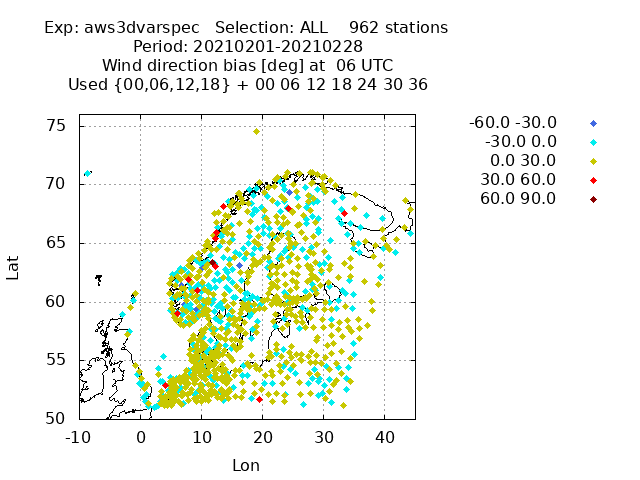 Exp: aws3dvarspec   Selection: ALL    962 stations
Period: 20210201-20210228
Wind direction bias [deg] at  06 UTC
Used {00,06,12,18} + 00 06 12 18 24 30 36
-60.0 -30.0
-30.0 0.0
0.0 30.0
30.0 60.0
60.0 90.0
75
70
65
60
55
50
Lat
-10 0 10 20 30 40
Lon